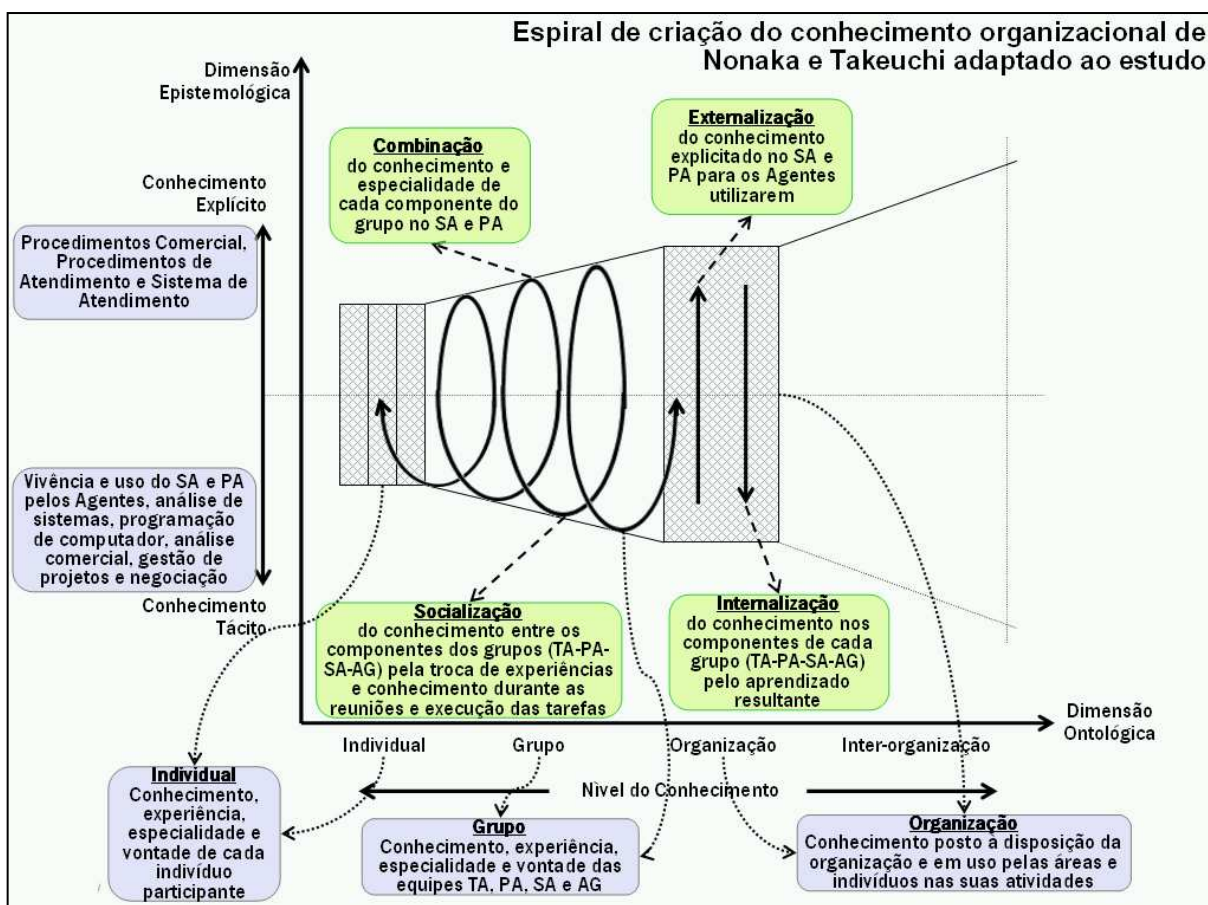 Espiral de criação do conhecimento organizacional de
Nonaka e Takeuchi adaptado ao estudo
Dimensão
Epistemológica
Combinação
do conhecimento e
especialidade de
cada componente do
grupo no SA e PA
Externalização
do conhecimento
explicitado no SA e
PA para os Agentes
utilizarem
Conhecimento
Explícito
Procedimentos Comercial,
Procedimentos de
Atendimento e Sistema de
Atendimento
Vivência e uso do SA e PA
pelos Agentes, análise de
sistemas, programação
de computador, análise
comercial, gestão de
projetos e negociação
Conhecimento
Tácito
Socialização
do conhecimento entre os
componentes dos grupos (TA-PA-
SA-AG) pela troca de experiências
e conhecimento durante as
reuniões e execução das tarefas
Internalização
do conhecimento nos
componentes de cada
grupo (TA-PA-SA-AG)
pelo aprendizado
resultante
Dimensão
Ontológica
Individual
Grupo
Organização
Inter-organização
Nìvel do Conhecimento
Individual
Conhecimento,
experiência,
especialidade e
vontade de cada
indivíduo
participante
Grupo
Conhecimento, experiência,
especialidade e vontade das
equipes TA, PA, SA e AG
Organização
Conhecimento posto à disposição da
organização e em uso pelas áreas e
indivíduos nas suas atividades